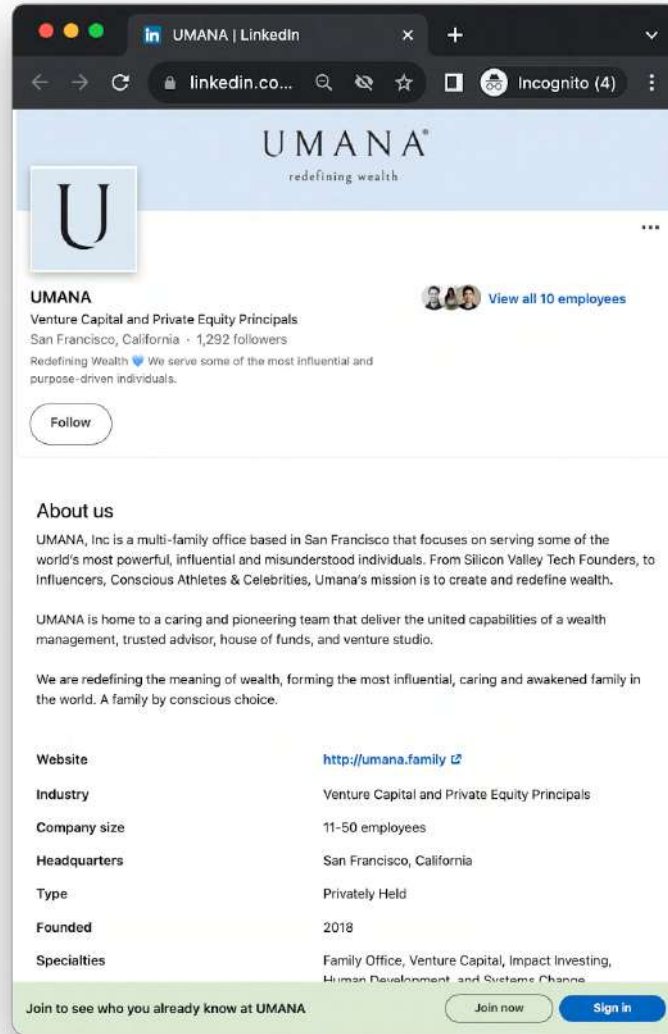 UMANA | LinkedIn
linkedin.co...
Incognito (4)
UMANA®
redefining wealth
U
UMANA
View all 10 employees
Venture Capital and Private Equity Principals
San Francisco, California · 1,292 followers
Redefining Wealth 💙 We serve some of the most influential and
purpose-driven individuals.
Follow
About us
UMANA, Inc is a multi-family office based in San Francisco that focuses on serving some of the
world's most powerful, influential and misunderstood individuals. From Silicon Valley Tech Founders, to
Influencers, Conscious Athletes & Celebrities, Umana's mission is to create and redefine wealth.
UMANA is home to a caring and pioneering team that deliver the united capabilities of a wealth
management, trusted advisor, house of funds, and venture studio.
We are redefining the meaning of wealth, forming the most influential, caring and awakened family in
the world. A family by conscious choice.
Website http://umana.family
Industry Venture Capital and Private Equity Principals
Company size 11-50 employees
Headquarters San Francisco, California
Type Privately Held
Founded 2018
Specialties Family Office, Venture Capital, Impact Investing,
Human Development, and Systems Change
Join to see who you already know at UMANA
Join now
Sign in